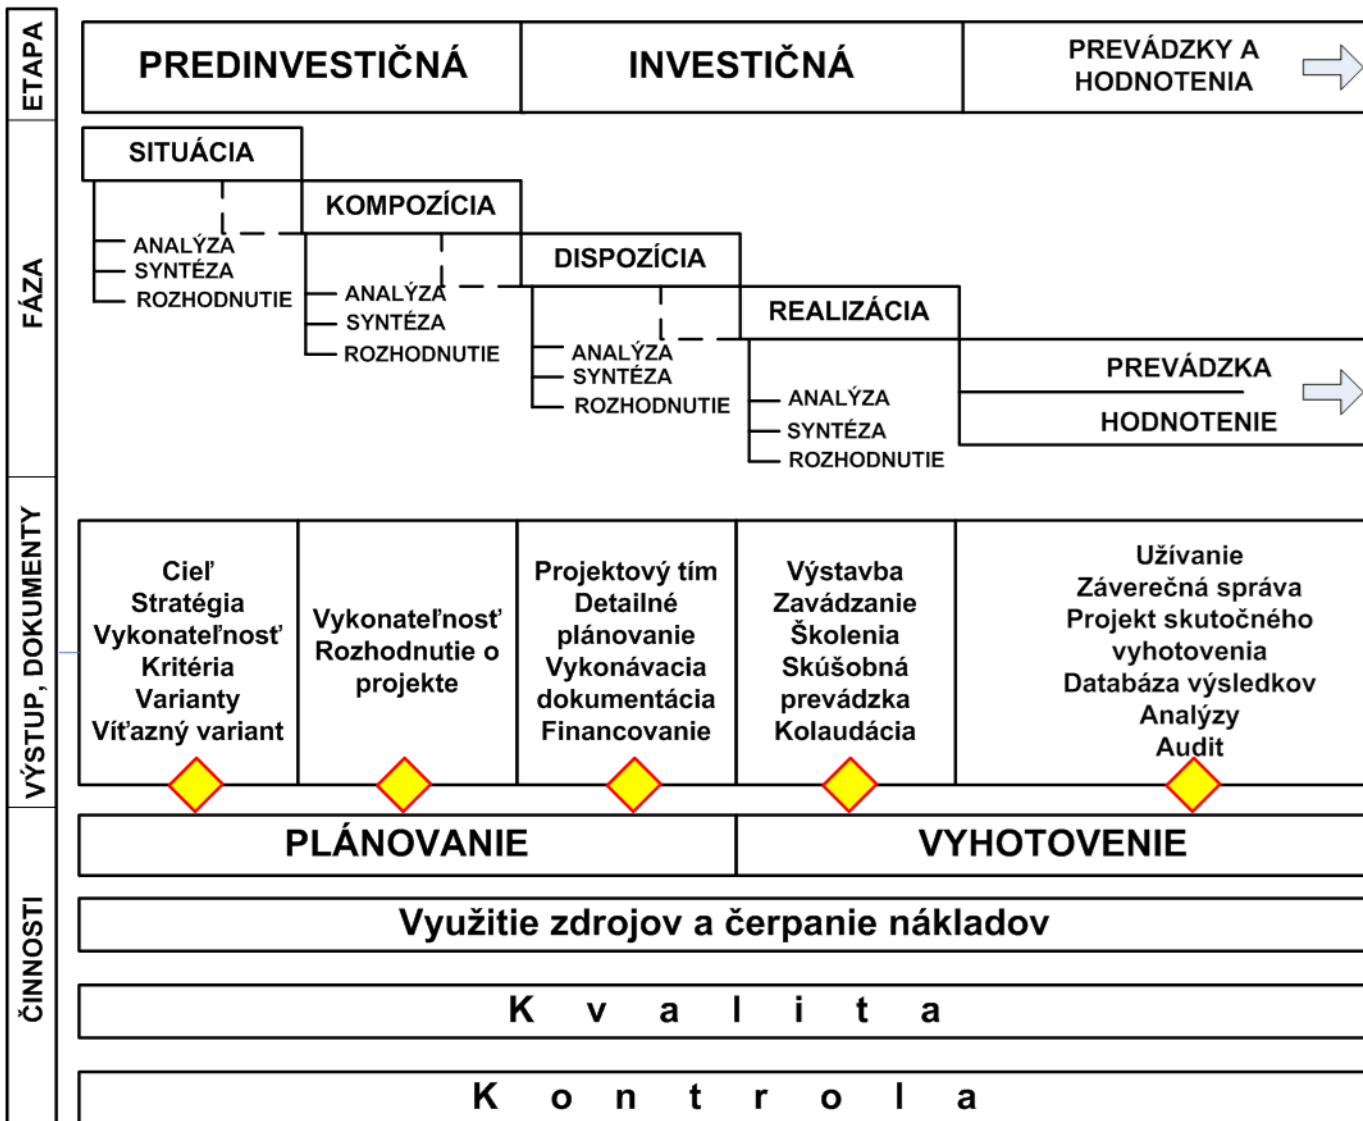 ETAPA
PREDINVESTIČNÁ
INVESTIČNÁ
PREVÁDZKY A
HODNOTENIA
FÁZA
SITUÁCIA
ANALÝZA
SYNTÉZA
ROZHODNUTIE
KOMPOZÍCIA
ANALÝZA
SYNTÉZA
ROZHODNUTIE
DISPOZÍCIA
ANALÝZA
SYNTÉZA
ROZHODNUTIE
REALIZÁCIA
ANALÝZA
SYNTÉZA
ROZHODNUTIE
PREVÁDZKA
HODNOTENIE
VÝSTUP, DOKUMENTY
Cieľ
Stratégia
Vykonateľnosť
Kritéria
Varianty
Víťazný variant
Vykonateľnosť
Rozhodnutie o
projekte
Projektový tím
Detailné
plánovanie
Vykonávacia
dokumentácia
Financovanie
Výstavba
Zavádzanie
Školenia
Skúšobná
prevádzka
Kolaudácia
Užívanie
Záverečná správa
Projekt skutočného
vyhotovenia
Databáza výsledkov
Analýzy
Audit
ČINNOSTI
PLÁNOVANIE
VYHOTOVENIE
Využitie zdrojov a čerpanie nákladov
K v a l i t a
K o n t r o l a